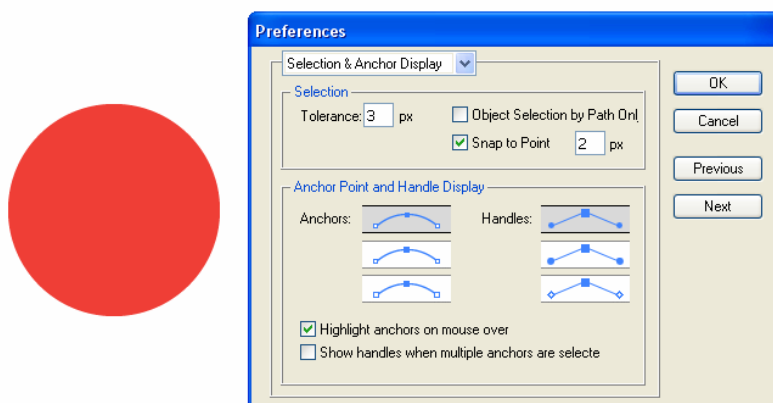 Preferences
Selection & Anchor Display
OK
Selection
Tolerance: 3 px
Object Selection by Path Onl
Cancel
Snap to Point 2 px
Previous
Anchor Point and Handle Display
Next
Anchors:
Handles:
Highlight anchors on mouse over
Show handles when multiple anchors are selecte